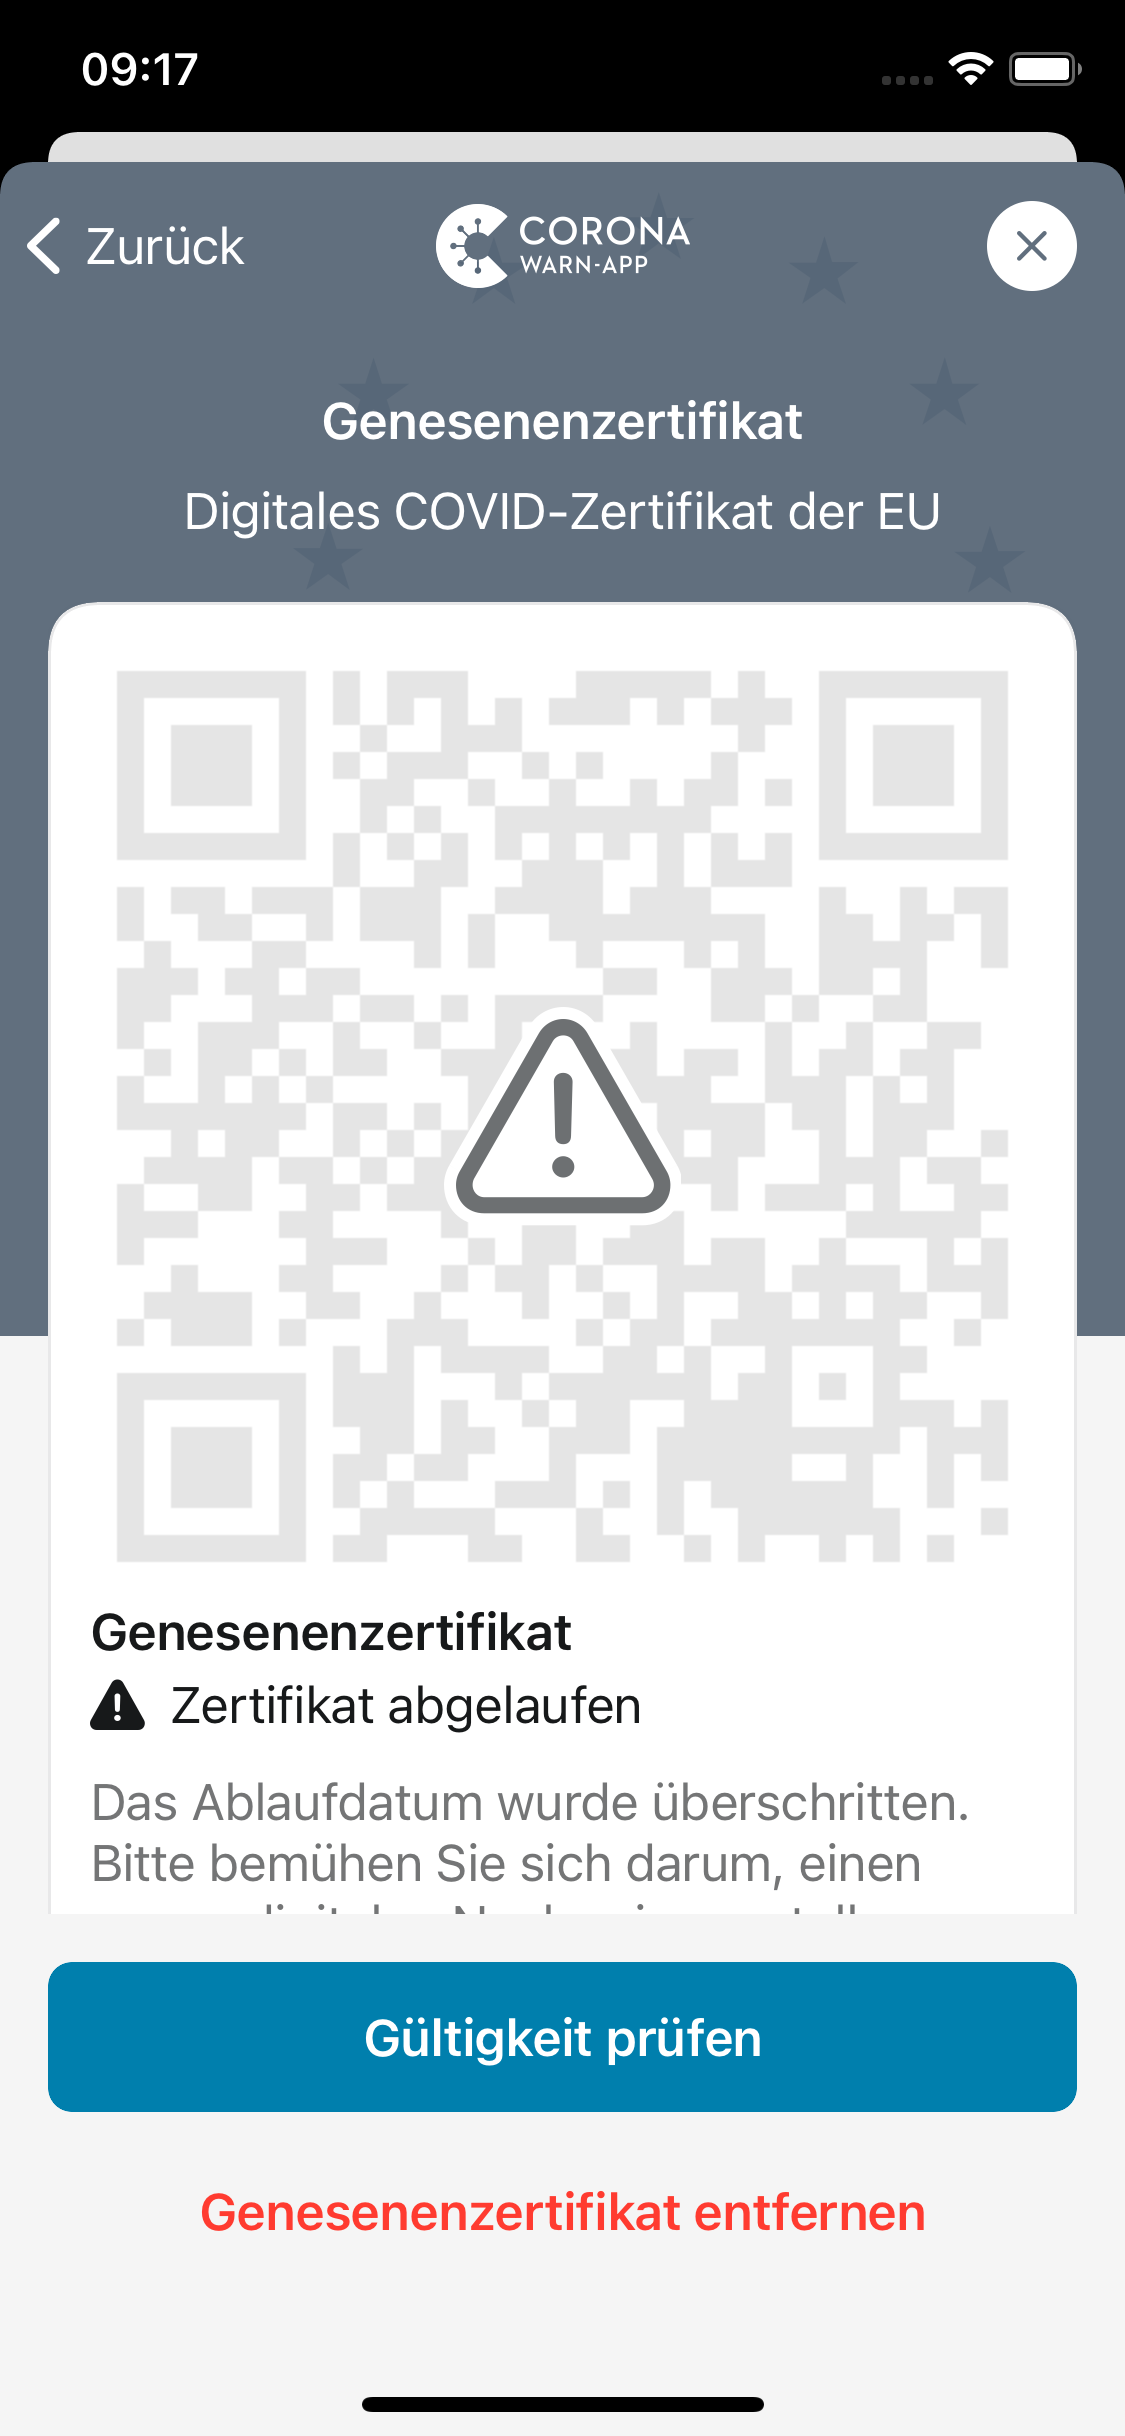 09:17
Zurück
CORONA
WARN-APP
Genesenenzertifikat
Digitales COVID-Zertifikat der EU
Genesenenzertifikat
Zertifikat abgelaufen
Das Ablaufdatum wurde überschritten.
Bitte bemühen Sie sich darum, einen
Gültigkeit prüfen
Genesenenzertifikat entfernen